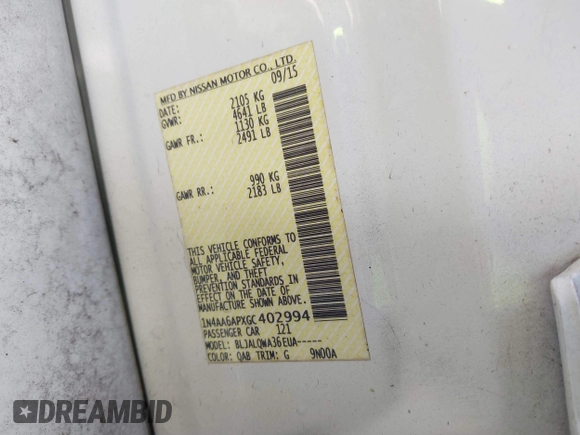 MFD BY NISSAN MOTOR CO., LTD.
DATE: 09/15
GVWR: 2105 KG
4641 LB
GAWR FR.: 1130 KG
2491 LB
GAWR RR.: 990 KG
2183 LB
THIS VEHICLE CONFORMS TO
ALL APPLICABLE FEDERAL
MOTOR VEHICLE SAFETY,
BUMPER, AND THEFT
PREVENTION STANDARDS IN
EFFECT ON THE DATE OF
MANUFACTURE SHOWN ABOVE.
1N4AA6APXGC402994
PASSENGER CAR 121
MODEL: BLJALQWA36EUA-----
COLOR: QAB TRIM: G 9N00A
DREAMBID